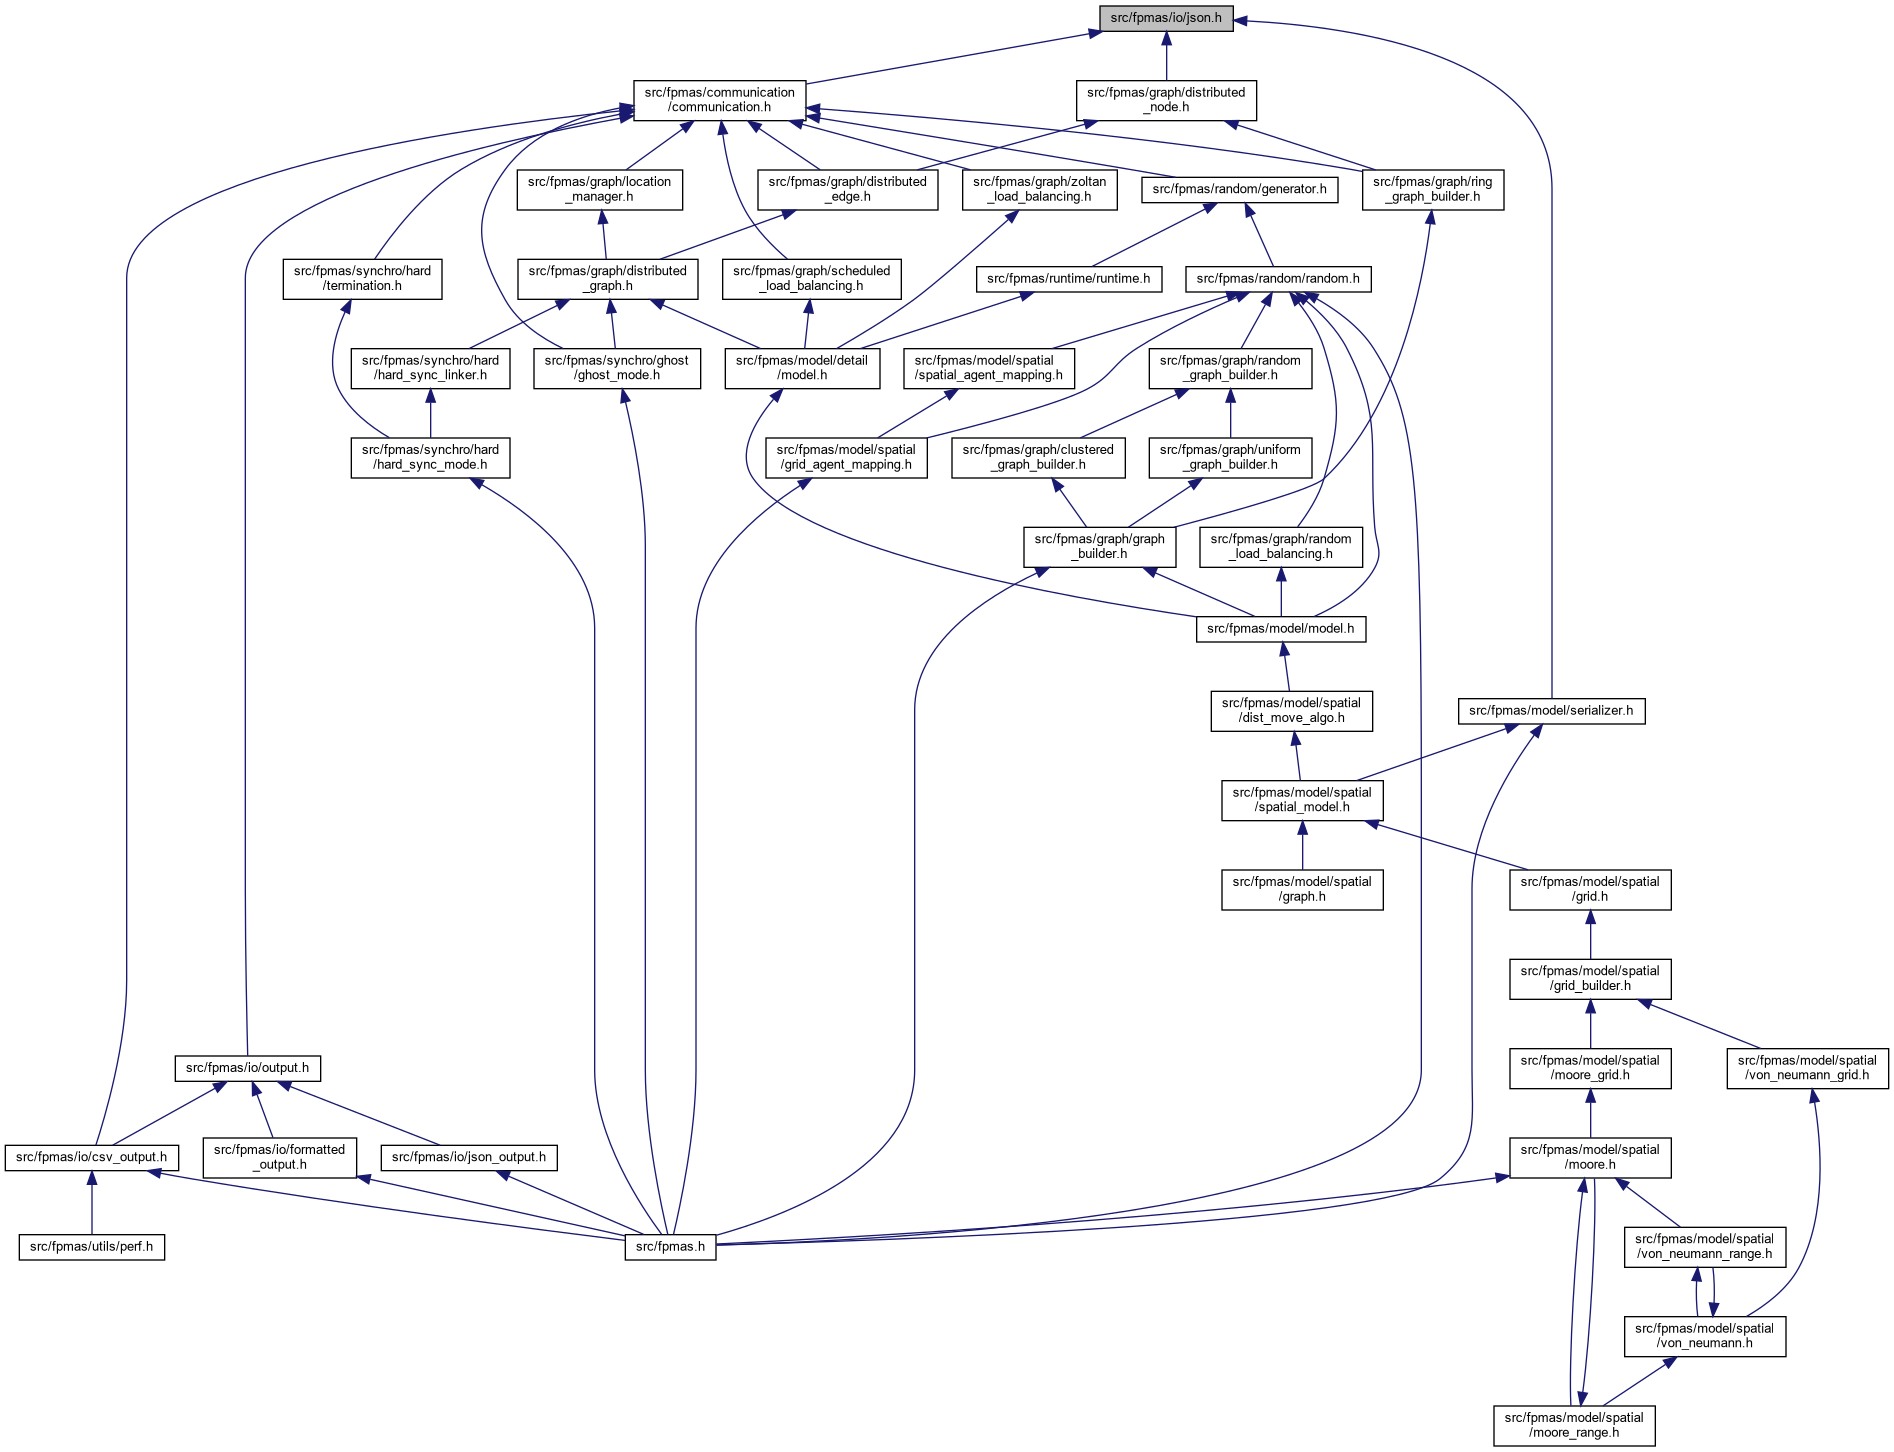 src/fpmas/io/json.h
src/fpmas/communication
/communication.h
src/fpmas/graph/distributed
_node.h
src/fpmas/graph/location
_manager.h
src/fpmas/graph/distributed
_edge.h
src/fpmas/graph/zoltan
_load_balancing.h
src/fpmas/random/generator.h
src/fpmas/graph/ring
_graph_builder.h
src/fpmas/synchro/hard
/termination.h
src/fpmas/graph/distributed
_graph.h
src/fpmas/graph/scheduled
_load_balancing.h
src/fpmas/runtime/runtime.h
src/fpmas/random/random.h
src/fpmas/synchro/hard
/hard_sync_linker.h
src/fpmas/synchro/ghost
/ghost_mode.h
src/fpmas/model/detail
/model.h
src/fpmas/model/spatial
/spatial_agent_mapping.h
src/fpmas/graph/random
_graph_builder.h
src/fpmas/synchro/hard
/hard_sync_mode.h
src/fpmas/model/spatial
/grid_agent_mapping.h
src/fpmas/graph/clustered
_graph_builder.h
src/fpmas/graph/uniform
_graph_builder.h
src/fpmas/graph/graph
_builder.h
src/fpmas/graph/random
_load_balancing.h
src/fpmas/model/model.h
src/fpmas/model/spatial
/dist_move_algo.h
src/fpmas/model/serializer.h
src/fpmas/model/spatial
/spatial_model.h
src/fpmas/model/spatial
/graph.h
src/fpmas/model/spatial
/grid.h
src/fpmas/model/spatial
/grid_builder.h
src/fpmas/io/output.h
src/fpmas/model/spatial
/moore_grid.h
src/fpmas/model/spatial
/von_neumann_grid.h
src/fpmas/io/csv_output.h
src/fpmas/io/formatted
_output.h
src/fpmas/io/json_output.h
src/fpmas/model/spatial
/moore.h
src/fpmas/utils/perf.h
src/fpmas.h
src/fpmas/model/spatial
/von_neumann_range.h
src/fpmas/model/spatial
/von_neumann.h
src/fpmas/model/spatial
/moore_range.h